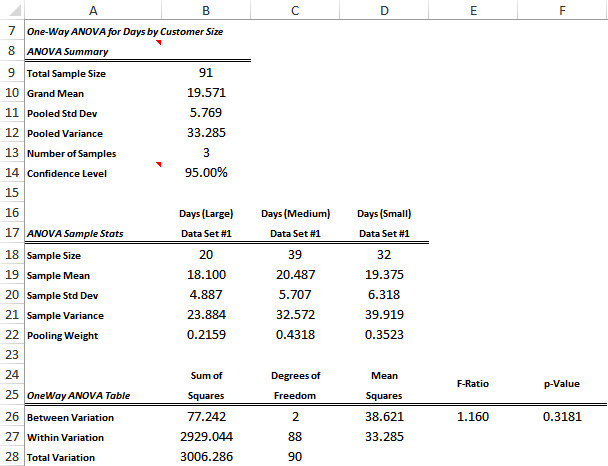 A B C D E F
7 One-Way ANOVA for Days by Customer Size
8 ANOVA Summary
9 Total Sample Size 91
10 Grand Mean 19.571
11 Pooled Std Dev 5.769
12 Pooled Variance 33.285
13 Number of Samples 3
14 Confidence Level 95.00%
15
16 Days (Large) Days (Medium) Days (Small)
17 ANOVA Sample Stats Data Set #1 Data Set #1 Data Set #1
18 Sample Size 20 39 32
19 Sample Mean 18.100 20.487 19.375
20 Sample Std Dev 4.887 5.707 6.318
21 Sample Variance 23.884 32.572 39.919
22 Pooling Weight 0.2159 0.4318 0.3523
23
24 Sum of Degrees of Mean
25 OneWay ANOVA Table Squares Freedom Squares F-Ratio p-Value
26 Between Variation 77.242 2 38.621 1.160 0.3181
27 Within Variation 2929.044 88 33.285
28 Total Variation 3006.286 90